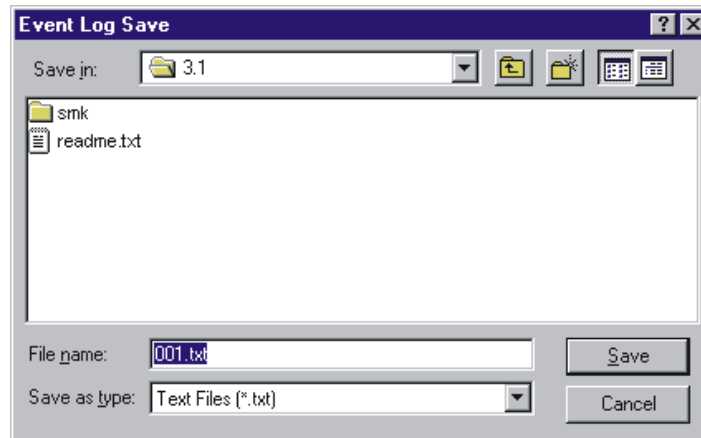 Event Log Save
Save in: 3.1
smk
readme.txt
File name: 001.txt Save
Save as type: Text Files (*.txt) Cancel